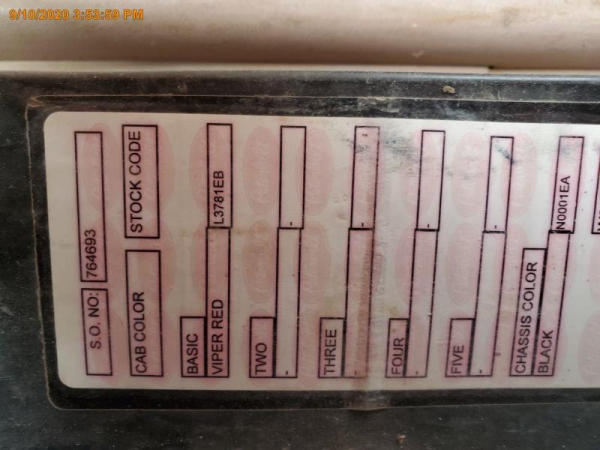 9/10/2020 3:53:59 PM
S.O. NO: 764693
CAB COLOR STOCK CODE
BASIC
VIPER RED L3781EB
TWO
- -
THREE
- -
FOUR
- -
FIVE
- -
CHASSIS COLOR
BLACK N0001EA